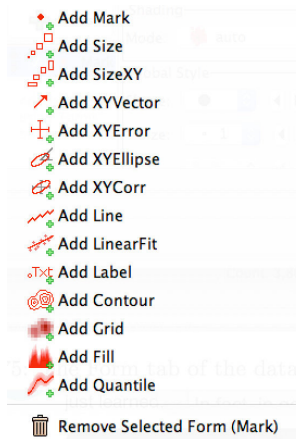 Add Mark
Add Size
Add SizeXY
Add XYVector
Add XYError
Add XYEllipse
Add XYCorr
Add Line
Add LinearFit
Add Label
Add Contour
Add Grid
Add Fill
Add Quantile
Remove Selected Form (Mark)